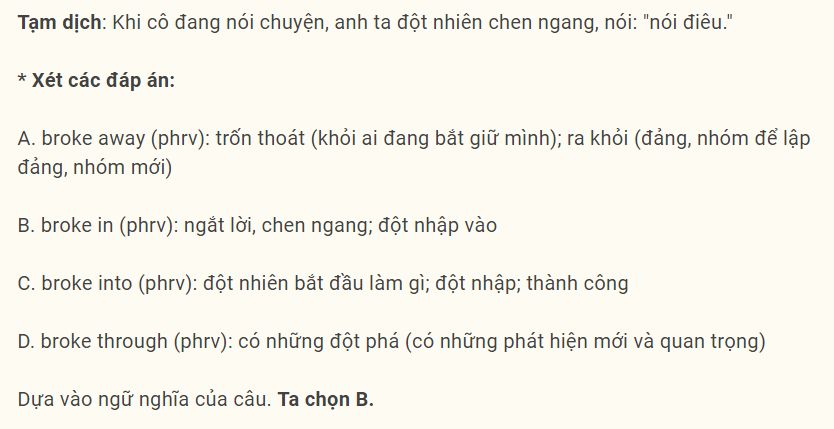 Tạm dịch: Khi cô đang nói chuyện, anh ta đột nhiên chen ngang, nói: "nói điêu."
* Xét các đáp án:
A. broke away (phrv): trốn thoát (khỏi ai đang bắt giữ mình); ra khỏi (đảng, nhóm để lập
đảng, nhóm mới)
B. broke in (phrv): ngắt lời, chen ngang; đột nhập vào
C. broke into (phrv): đột nhiên bắt đầu làm gì; đột nhập; thành công
D. broke through (phrv): có những đột phá (có những phát hiện mới và quan trọng)
Dựa vào ngữ nghĩa của câu. Ta chọn B.